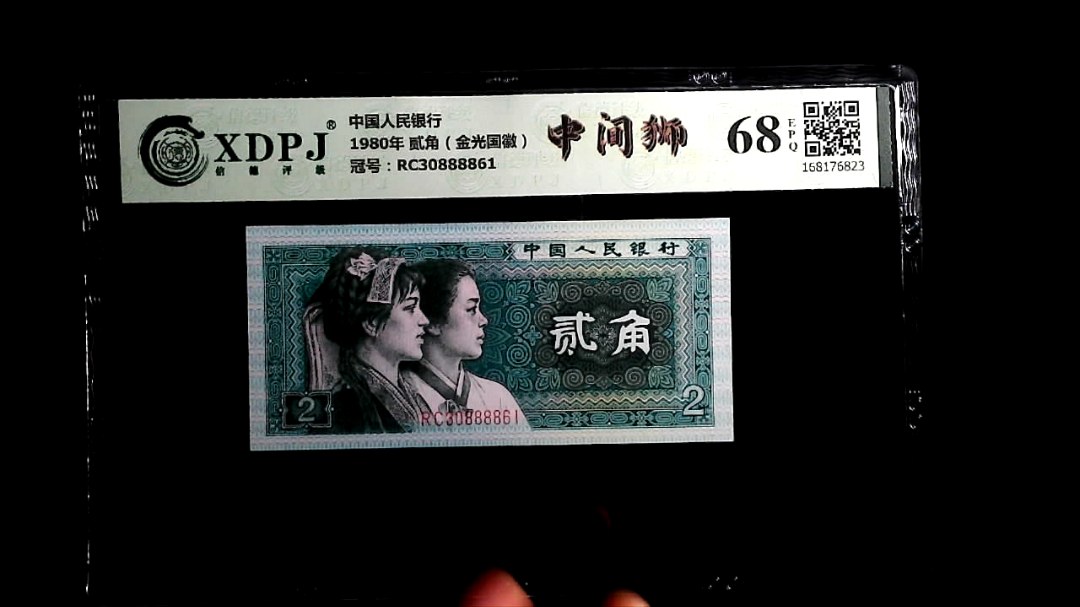 XDPJ®
信德评级
中国人民银行
1980年 贰角（金光国徽）
冠号：RC30888861
中间狮
68
EPQ
168176823
中国人民银行
贰角
2
2
RC30888861